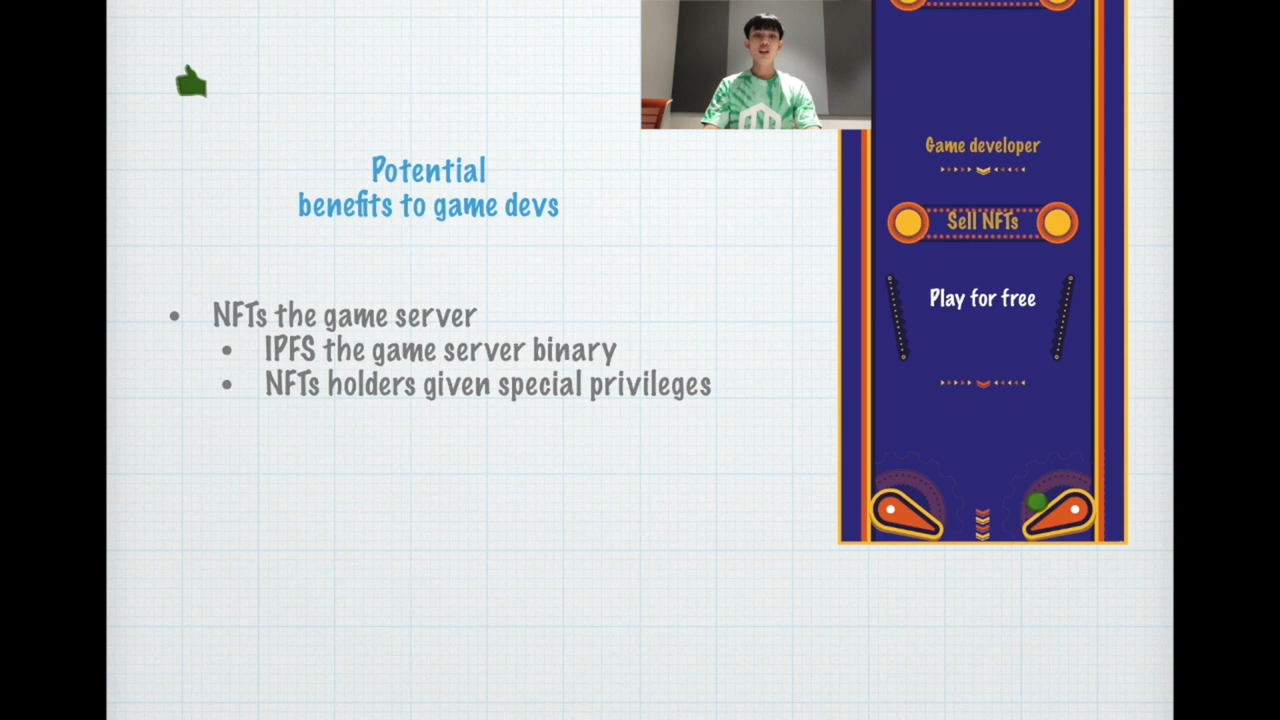 Potential
benefits to game devs
• NFTs the game server
• IPFS the game server binary
• NFTs holders given special privileges
Game developer
Sell NFTs
Play for free